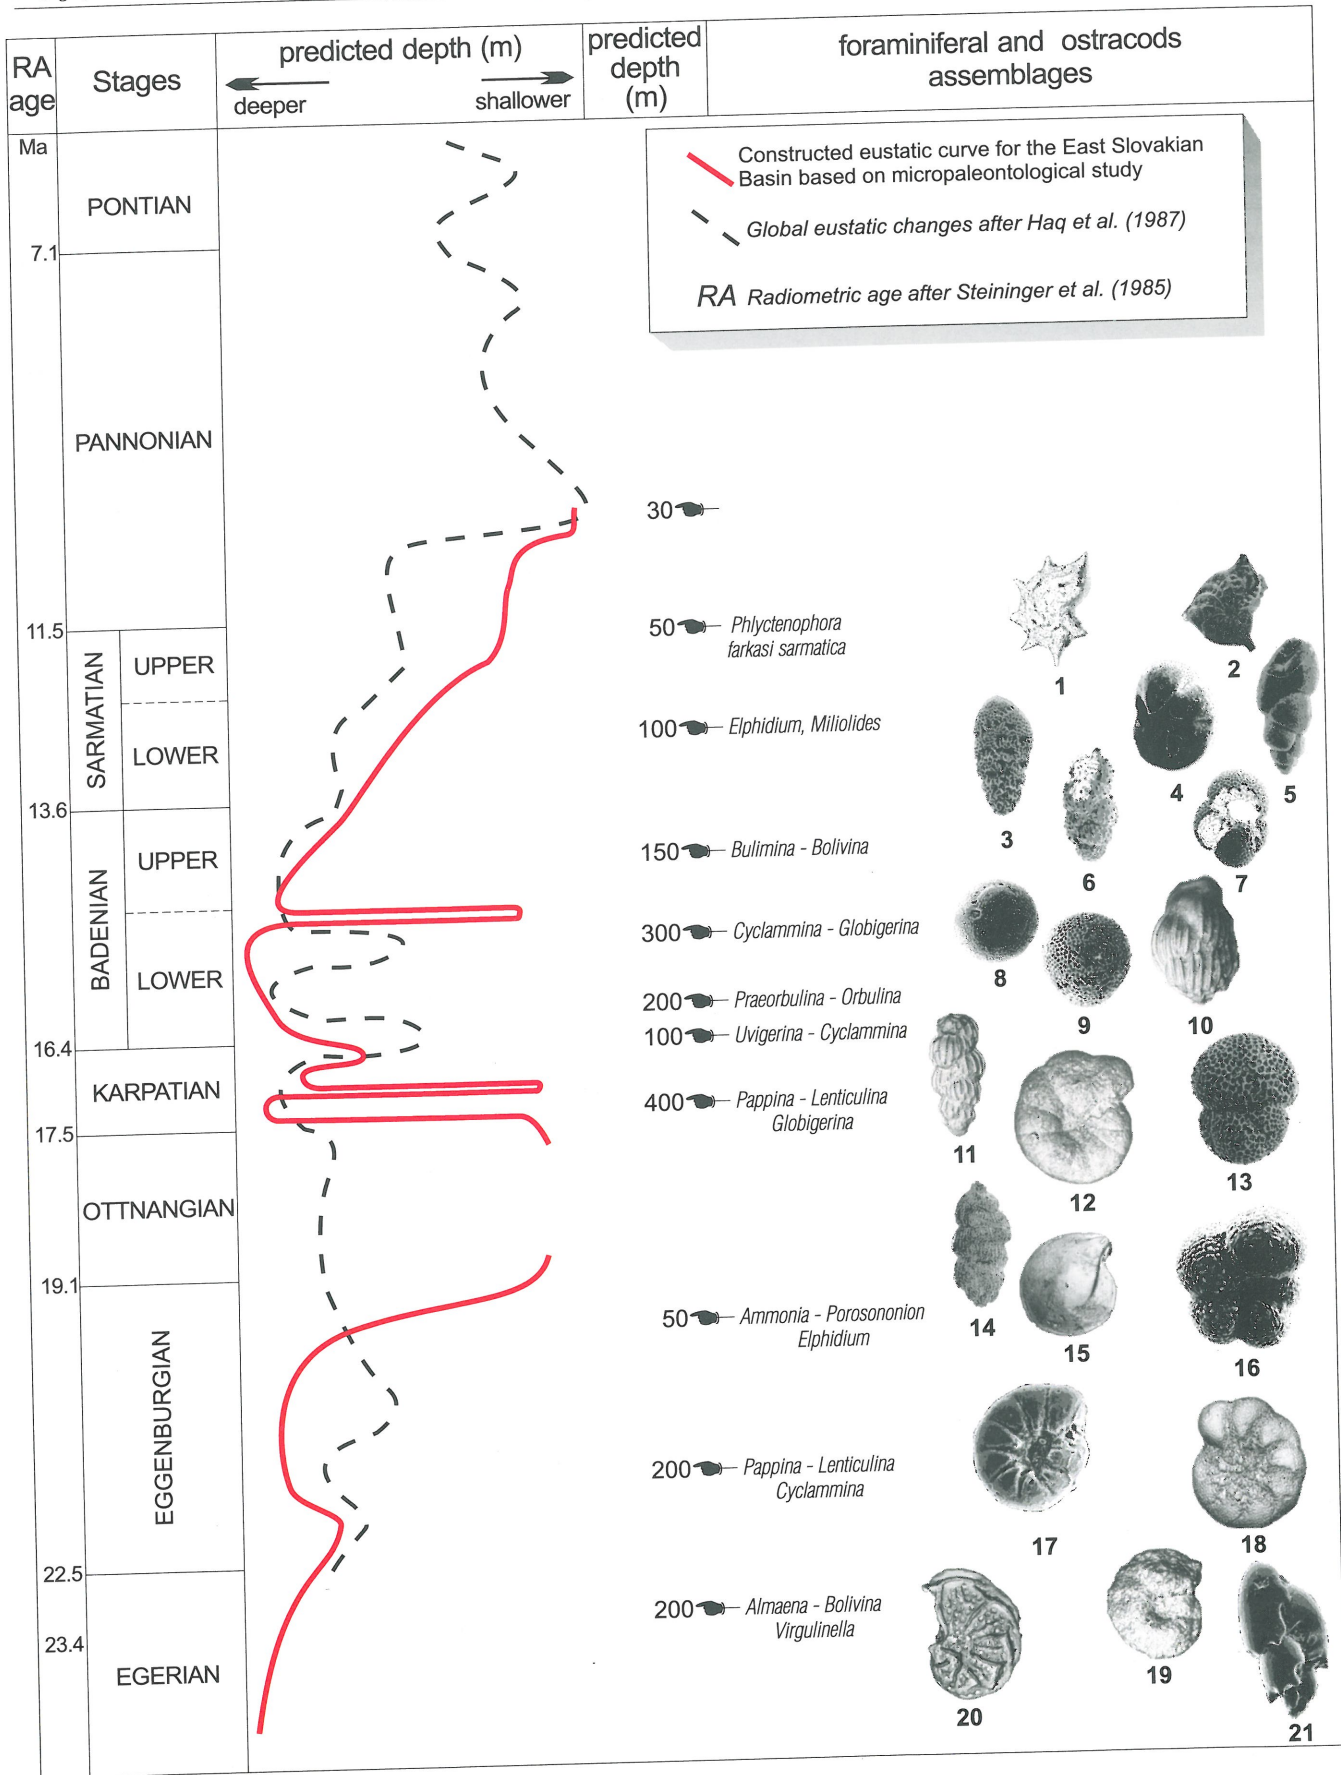 RA
age
Stages
predicted depth (m)
deeper
shallower
predicted
depth
(m)
foraminiferal and ostracods
assemblages
Ma
Constructed eustatic curve for the East Slovakian
Basin based on micropaleontological study
Global eustatic changes after Haq et al. (1987)
RA Radiometric age after Steininger et al. (1985)
PONTIAN
7.1
PANNONIAN
30
11.5
50
Phlyctenophora
farkasi sarmatica
1
2
SARMATIAN
UPPER
LOWER
100
Elphidium, Miliolides
3
4
5
13.6
BADENIAN
UPPER
LOWER
150
Bulimina - Bolivina
6
7
300
Cyclammina - Globigerina
8
200
Praeorbulina - Orbulina
9
10
100
Uvigerina - Cyclammina
16.4
KARPATIAN
400
Pappina - Lenticulina
Globigerina
11
12
13
17.5
OTTNANGIAN
19.1
50
Ammonia - Porosononion
Elphidium
14
15
16
EGGENBURGIAN
200
Pappina - Lenticulina
Cyclammina
17
18
22.5
200
Almaena - Bolivina
Virgulinella
23.4
EGERIAN
19
20
21